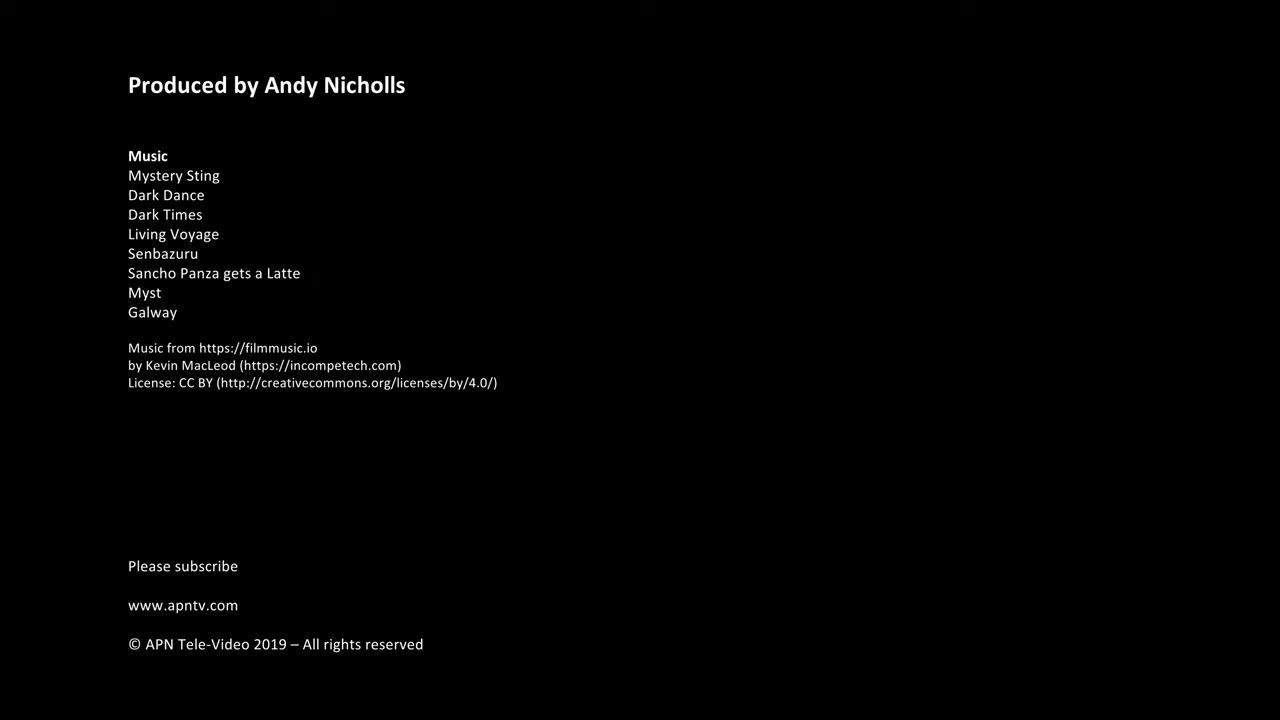 Produced by Andy Nicholls
Music
Mystery Sting
Dark Dance
Dark Times
Living Voyage
Senbazuru
Sancho Panza gets a Latte
Myst
Galway
Music from https://filmmusic.io
by Kevin MacLeod (https://incompetech.com)
License: CC BY (http://creativecommons.org/licenses/by/4.0/)
Please subscribe
www.apntv.com
© APN Tele-Video 2019 – All rights reserved